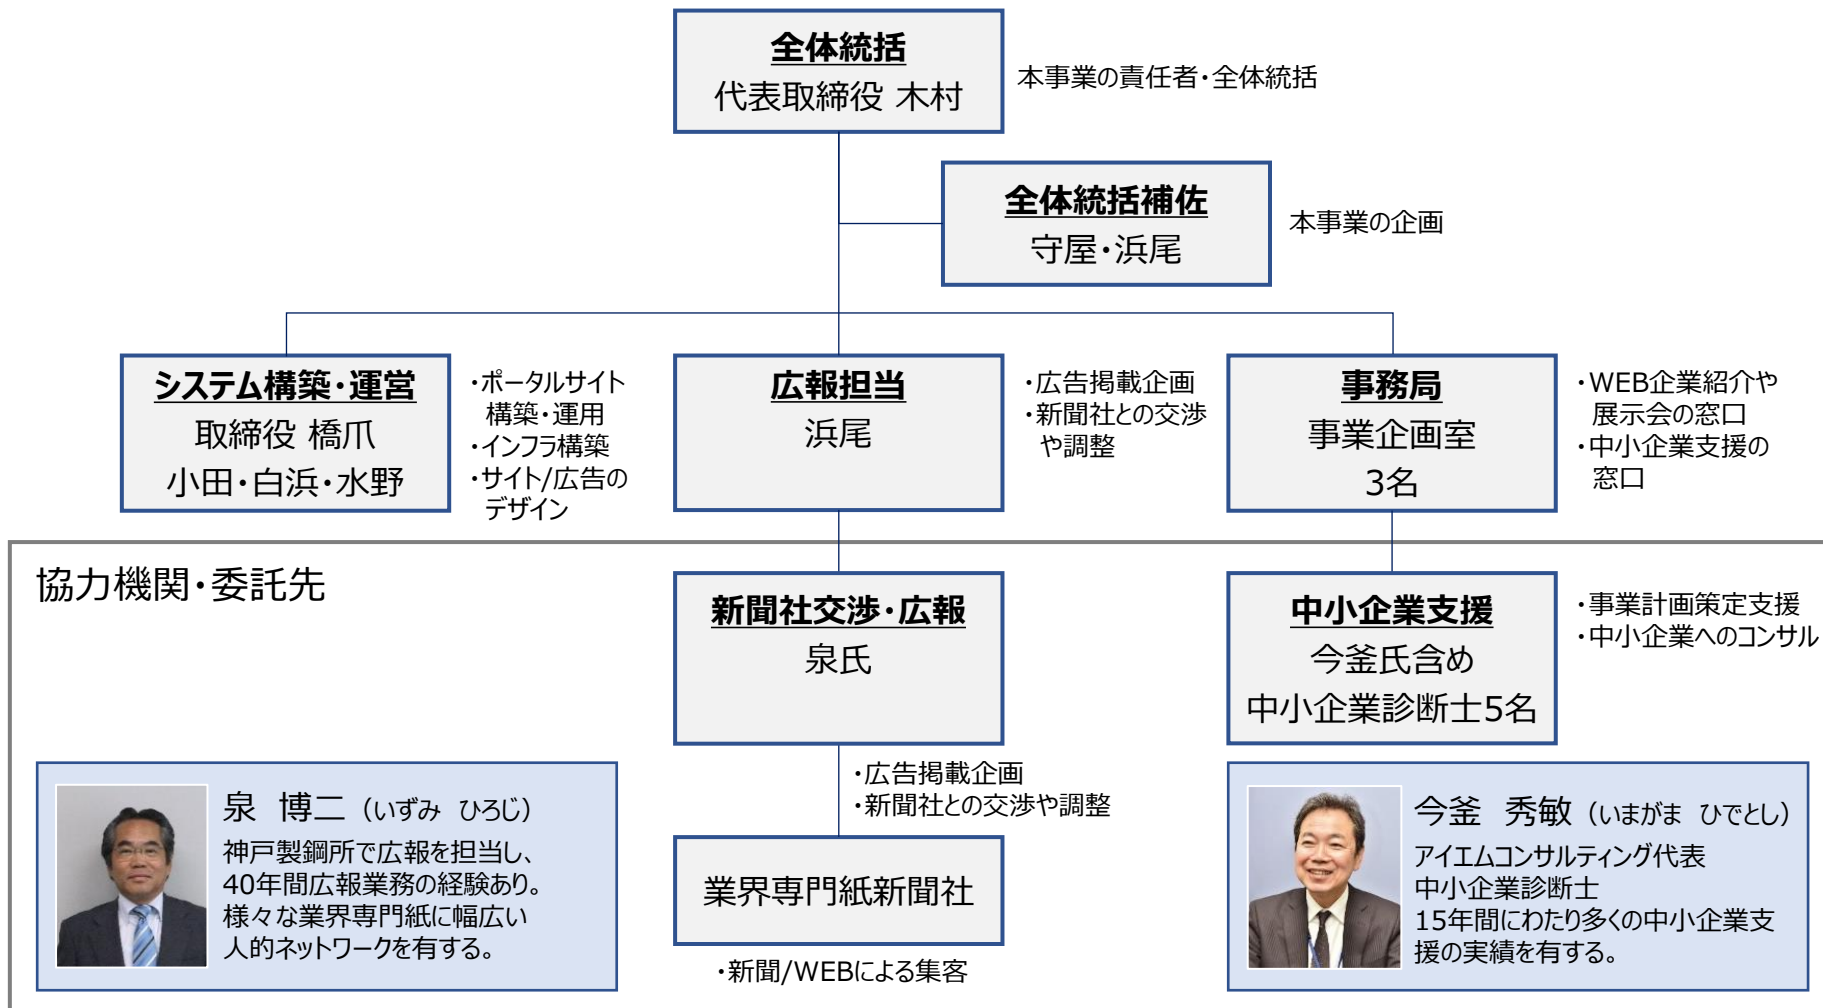 全体統括
代表取締役 木村
本事業の責任者・全体統括
全体統括補佐
守屋・浜尾
本事業の企画
システム構築・運営
取締役 橋爪
小田・白浜・水野
・ポータルサイト
構築・運用
・インフラ構築
・サイト/広告の
デザイン
広報担当
浜尾
・広告掲載企画
・新聞社との交渉
や調整
事務局
事業企画室
3名
・WEB企業紹介や
展示会の窓口
・中小企業支援の
窓口
協力機関・委託先
新聞社交渉・広報
泉氏
中小企業支援
今釜氏含め
中小企業診断士5名
・事業計画策定支援
・中小企業へのコンサル
・広告掲載企画
・新聞社との交渉や調整
業界専門紙新聞社
・新聞/WEBによる集客
泉 博二（いずみ ひろじ）
神戸製鋼所で広報を担当し、
40年間広報業務の経験あり。
様々な業界専門紙に幅広い
人的ネットワークを有する。
今釜 秀敏（いまがま ひでとし）
アイエムコンサルティング代表
中小企業診断士
15年間にわたり多くの中小企業支
援の実績を有する。